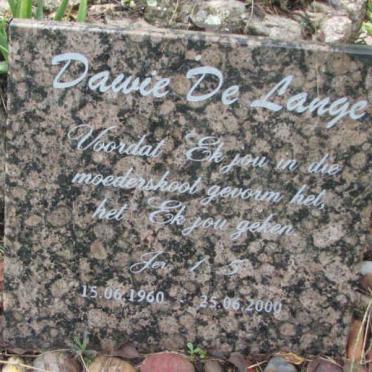 Dawie De Lange
Voordat Ek jou in die
moederskoot gevorm het,
het Ek jou geken
Jer. 1 5
15.06.1960 - 25.06.2000